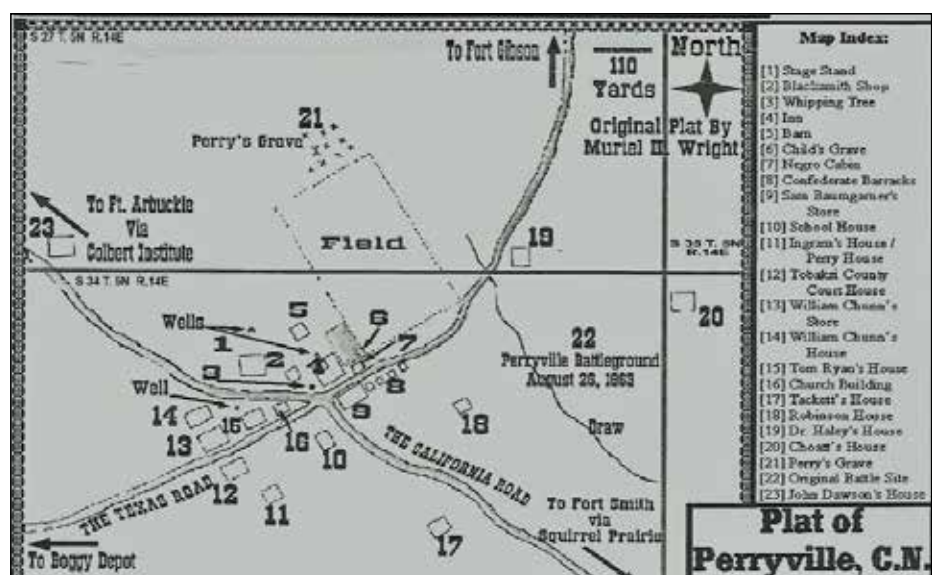 S 27 T. 5N R.14E
To Fort Gibson
110
Yards
North
Original Plat By
Muriel H. Wright
21
Perry's Grave
To Ft. Arbuckle
Via
Colbert Institute
23
Field
19
S 35 T. 5N
R.14E
S 34 T. 5N R.14E
20
Wells
5
6
7
1
2
4
3
8
22
Perryville Battleground
August 26, 1863
Well
14
15
9
18
Draw
13
16
10
THE CALIFORNIA ROAD
12
11
THE TEXAS ROAD
17
To Fort Smith
via
Squirrel Prairie
To Boggy Depot
Map Index:
[1] Stage Stand
[2] Blacksmith Shop
[3] Whipping Tree
[4] Inn
[5] Barn
[6] Child's Grave
[7] Negro Cabin
[8] Confederate Barracks
[9] Sam Baumgarner's
Store
[10] School House
[11] Ingram's House /
Perry House
[12] Tobaksi County
Court House
[13] William Chunn's
Store
[14] William Chunn's
House
[15] Tom Ryan's House
[16] Church Building
[17] Tackett's House
[18] Robinson House
[19] Dr. Haley's House
[20] Choatt's House
[21] Perry's Grave
[22] Original Battle Site
[23] John Dawson's House
Plat of
Perryville, C.N.